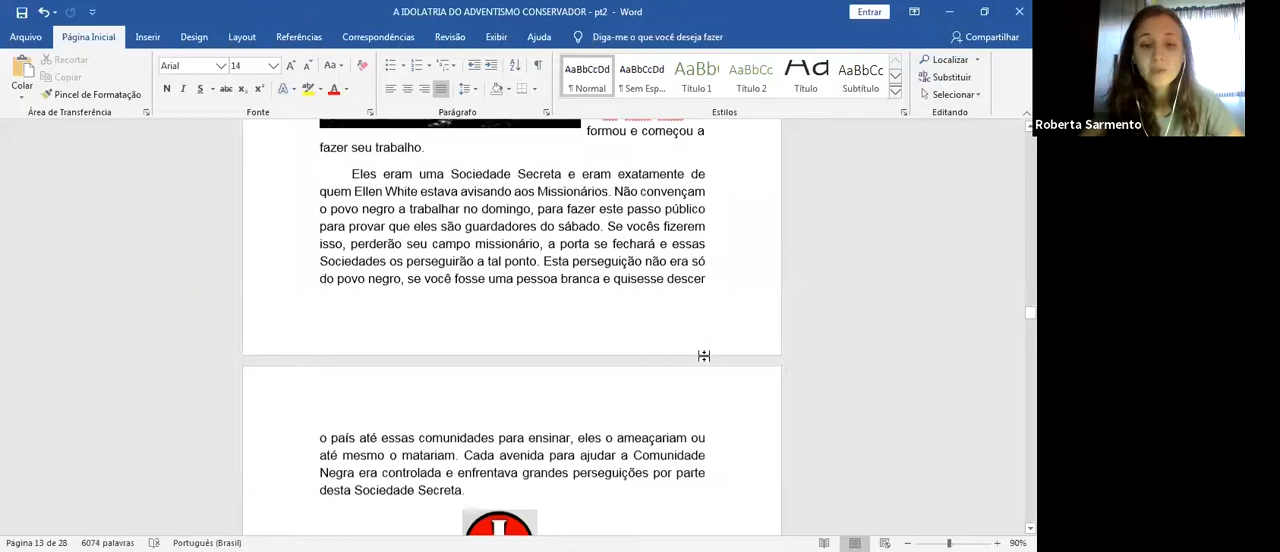 A IDOLATRIA DO ADVENTISMO CONSERVADOR - pt2 - Word
Entrar
Arquivo Página Inicial Inserir Design Layout Referências Correspondências Revisão Exibir Ajuda Diga-me o que você deseja fazer Compartilhar
Colar
Recortar
Copiar
Pincel de Formatação
Área de Transferência
Arial 14
N I S abc x₂ x²
Fonte
Parágrafo
AaBbCcDd AaBbCcDd AaBb( AaBbCc Aa AaBbCc
¶ Normal ¶ Sem Esp... Título 1 Título 2 Título Subtítulo
Estilos
Localizar
Substituir
Selecionar
Editando
Roberta Sarmento
formou e começou a
fazer seu trabalho.
Eles eram uma Sociedade Secreta e eram exatamente de
quem Ellen White estava avisando aos Missionários. Não convençam
o povo negro a trabalhar no domingo, para fazer este passo público
para provar que eles são guardadores do sábado. Se vocês fizerem
isso, perderão seu campo missionário, a porta se fechará e essas
Sociedades os perseguirão a tal ponto. Esta perseguição não era só
do povo negro, se você fosse uma pessoa branca e quisesse descer
o país até essas comunidades para ensinar, eles o ameaçariam ou
até mesmo o matariam. Cada avenida para ajudar a Comunidade
Negra era controlada e enfrentava grandes perseguições por parte
desta Sociedade Secreta.
Página 13 de 28 6074 palavras Português (Brasil) 90%